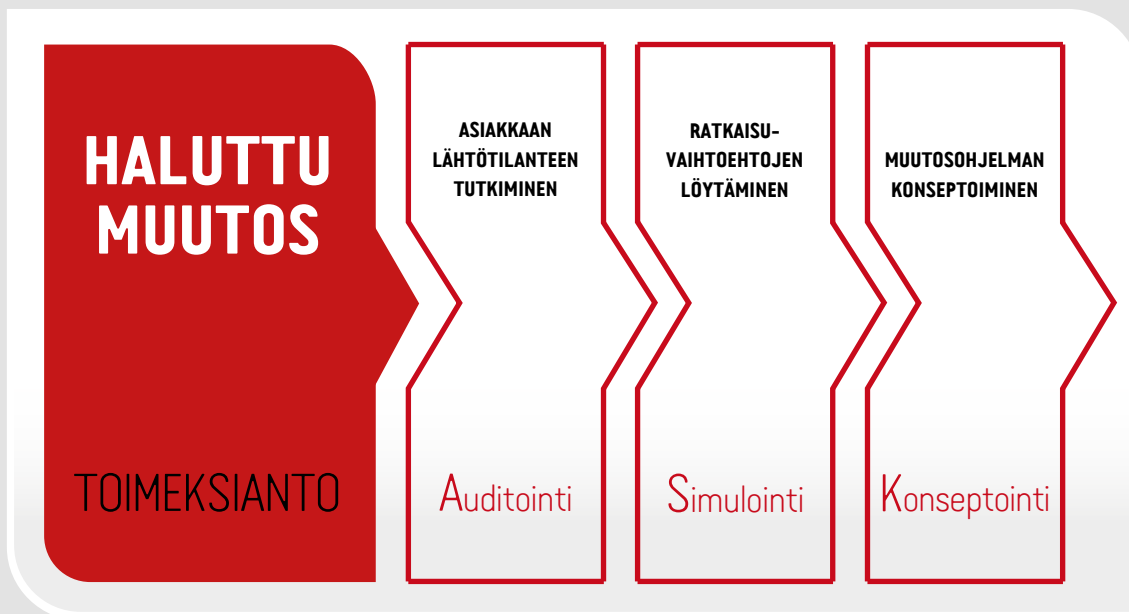 HALUTTU
MUUTOS
TOIMEKSIANTO
ASIAKKAAN
LÄHTÖTILANTEEN
TUTKIMINEN
Auditointi
RATKAISU-
VAIHTOEHTOJEN
LÖYTÄMINEN
Simulointi
MUUTOSOHJELMAN
KONSEPTOIMINEN
Konseptointi